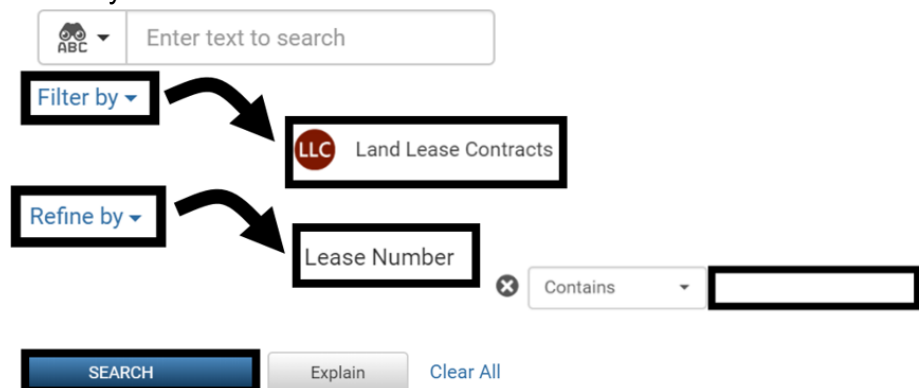 ABC Enter text to search
Filter by
LLC Land Lease Contracts
Refine by
Lease Number
Contains
SEARCH Explain Clear All